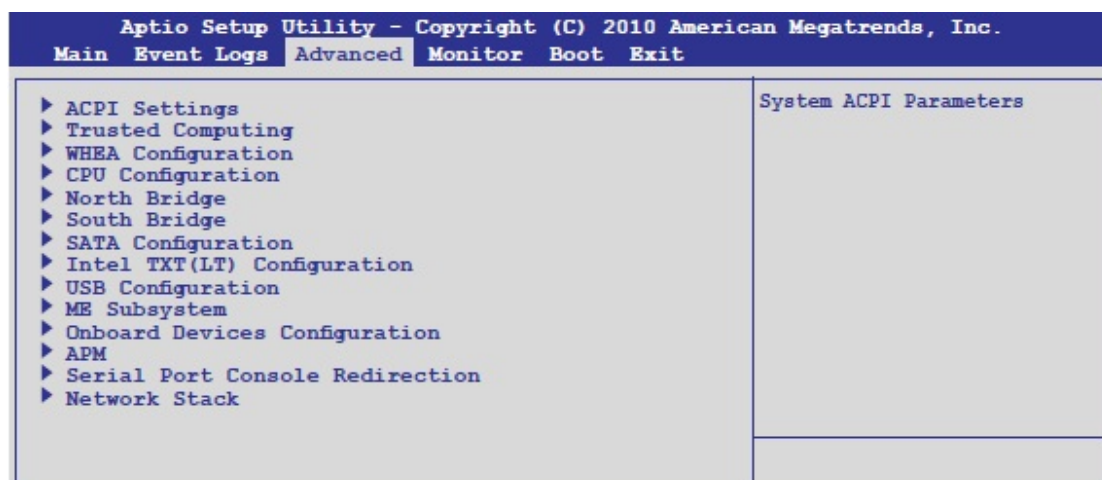 Aptio Setup Utility - Copyright (C) 2010 American Megatrends, Inc.
Main Event Logs Advanced Monitor Boot Exit
ACPI Settings
Trusted Computing
WHEA Configuration
CPU Configuration
North Bridge
South Bridge
SATA Configuration
Intel TXT(LT) Configuration
USB Configuration
ME Subsystem
Onboard Devices Configuration
APM
Serial Port Console Redirection
Network Stack
System ACPI Parameters